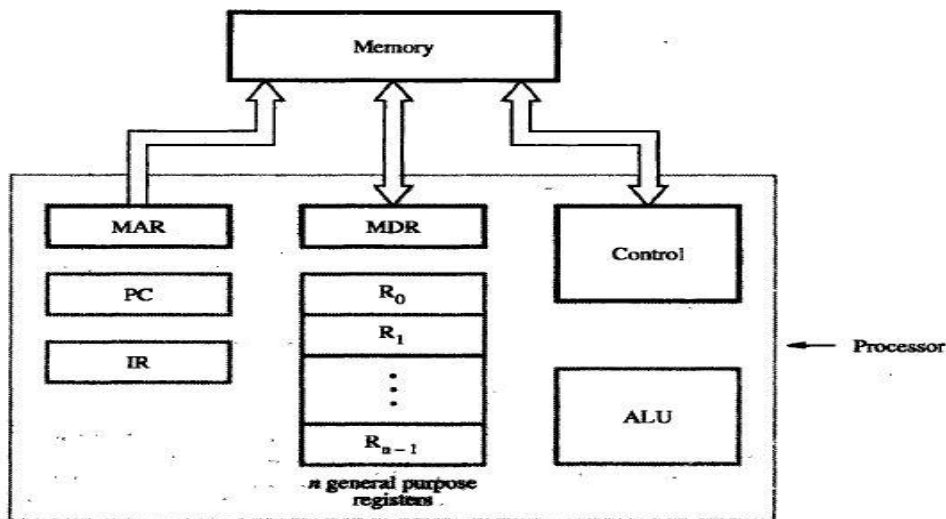 Memory
MAR
MDR
Control
PC
R0
R1
IR
Processor
ALU
Rn-1
n general purpose
registers